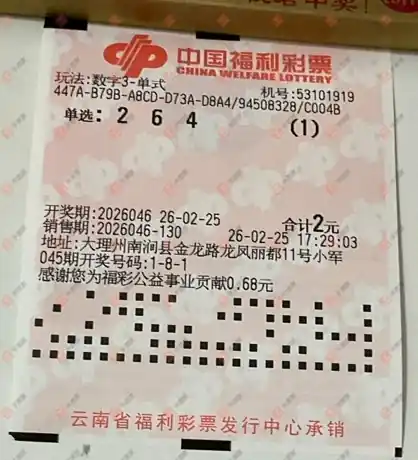 中国福利彩票
CHINA WELFARE LOTTERY
玩法:数字3-单式
机号:53101919
447A-B79B-A8CD-D73A-D8A4/94508328/C004B
单选: 2 6 4 (1)
开奖期:2026046 26-02-25 合计2元
销售期:2026046-130 26-02-25 17:29:03
地址:大理州南涧县金龙路龙凤丽都11号小军
045期开奖号码:1-8-1
感谢您为福彩公益事业贡献0.68元
云南省福利彩票发行中心承销